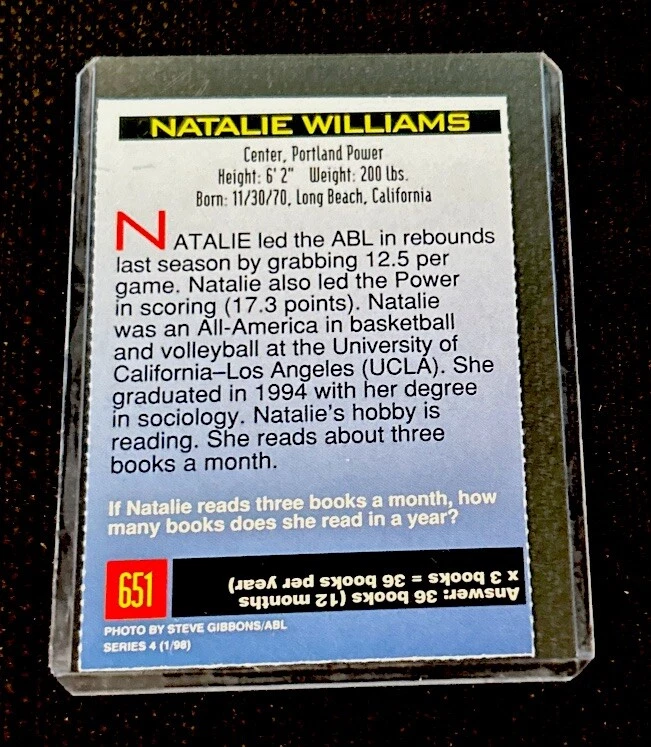 NATALIE WILLIAMS
Center, Portland Power
Height: 6' 2" Weight: 200 lbs.
Born: 11/30/70, Long Beach, California
NATALIE led the ABL in rebounds
last season by grabbing 12.5 per
game. Natalie also led the Power
in scoring (17.3 points). Natalie
was an All-America in basketball
and volleyball at the University of
California–Los Angeles (UCLA). She
graduated in 1994 with her degree
in sociology. Natalie's hobby is
reading. She reads about three
books a month.
If Natalie reads three books a month, how
many books does she read in a year?
651
Answer: 36 books (12 months
x 3 books = 36 books per year)
PHOTO BY STEVE GIBBONS/ABL
SERIES 4 (1/98)